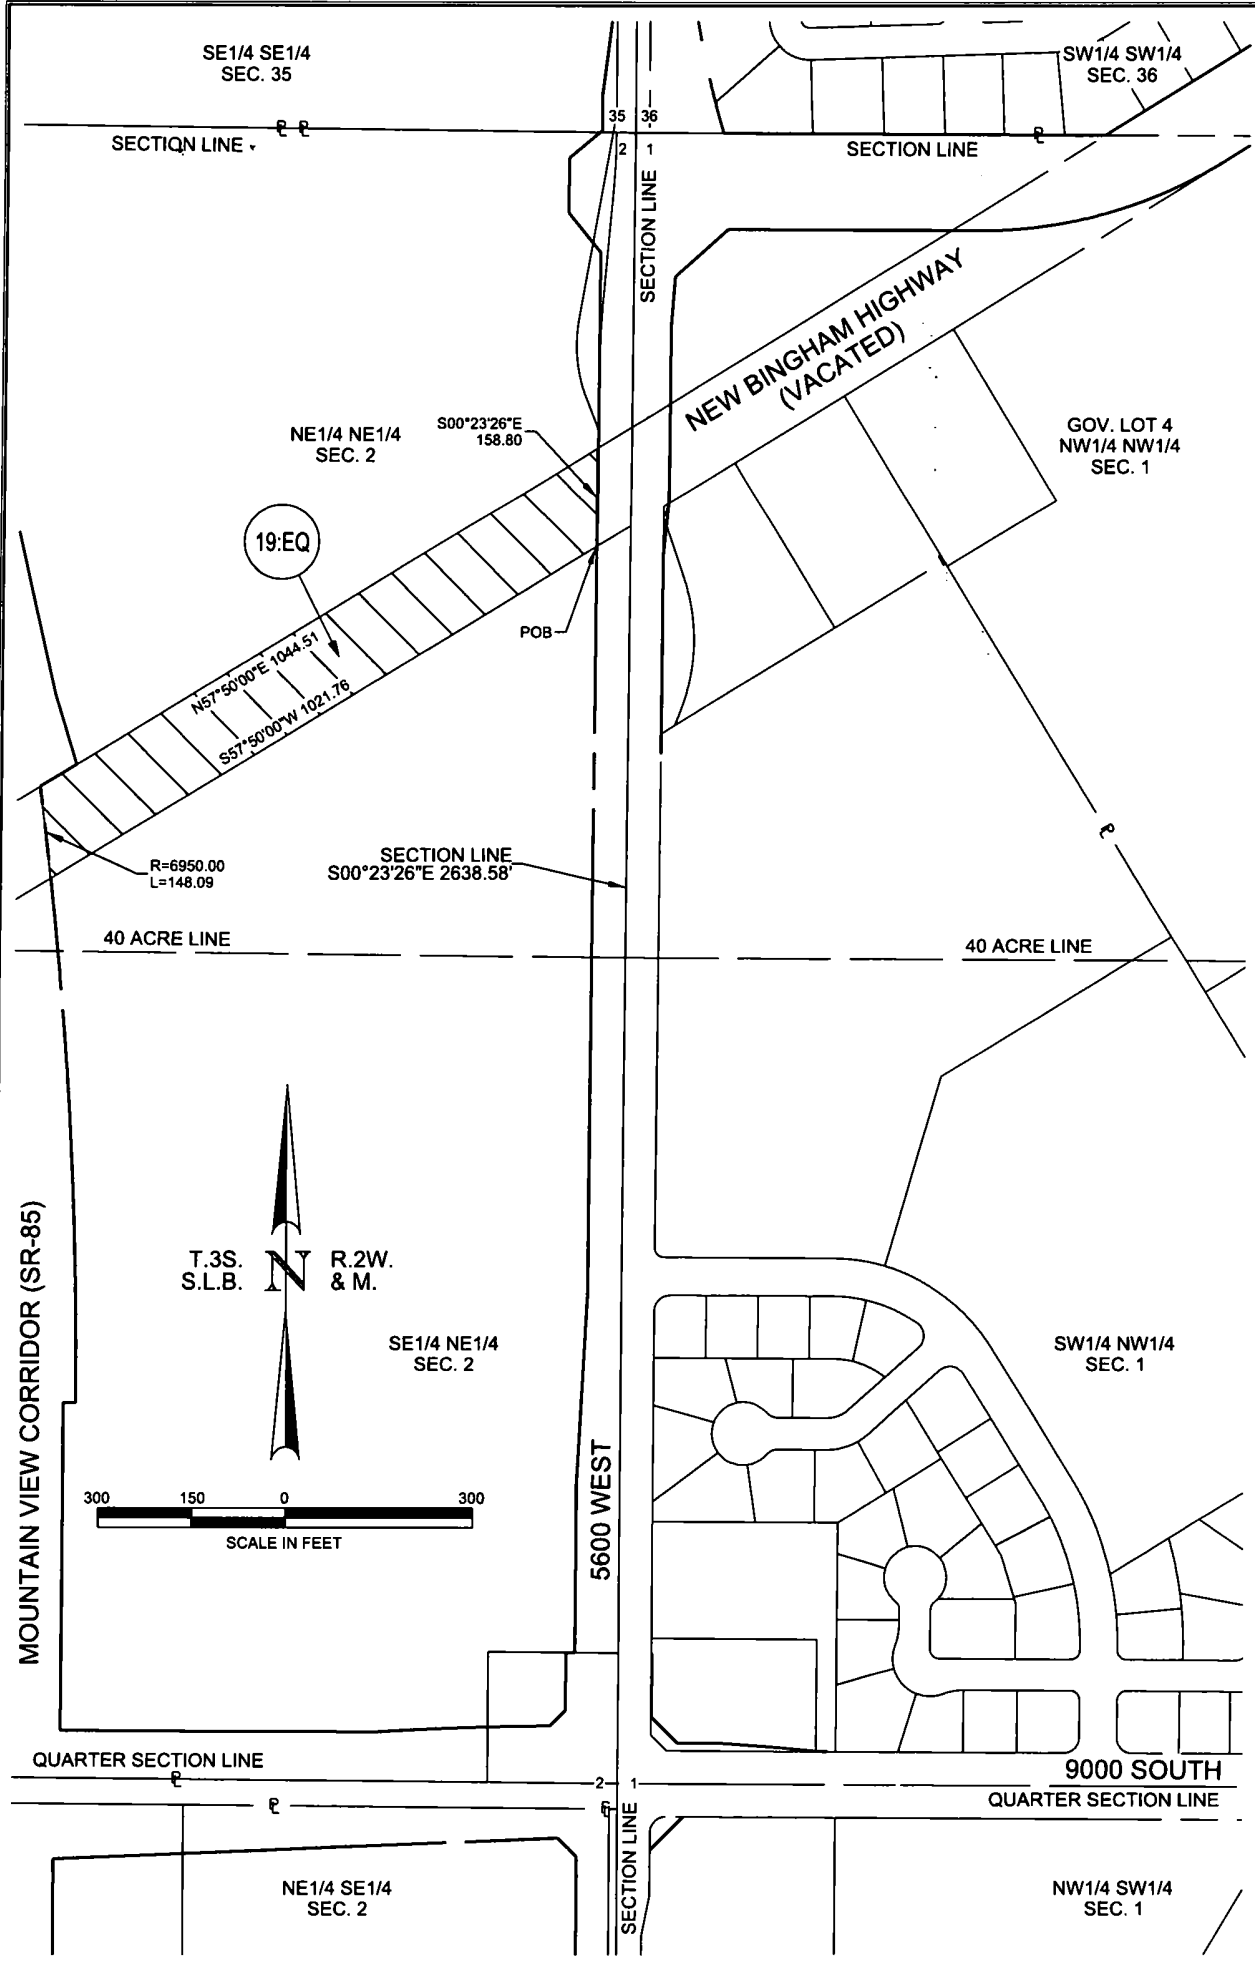 SE1/4 SE1/4
SEC. 35
SW1/4 SW1/4
SEC. 36
35
36
SECTION LINE
2
1
SECTION LINE
SECTION LINE
NEW BINGHAM HIGHWAY
(VACATED)
NE1/4 NE1/4
SEC. 2
S00°23'26"E
158.80
GOV. LOT 4
NW1/4 NW1/4
SEC. 1
19:EQ
POB
N57°50'00"E 1044.51
S57°50'00"W 1021.76
R=6950.00
L=148.09
SECTION LINE
S00°23'26"E 2638.58'
40 ACRE LINE
40 ACRE LINE
MOUNTAIN VIEW CORRIDOR (SR-85)
T.3S.
S.L.B.
N
R.2W.
& M.
SE1/4 NE1/4
SEC. 2
SW1/4 NW1/4
SEC. 1
300
150
0
300
SCALE IN FEET
5600 WEST
QUARTER SECTION LINE
2
1
9000 SOUTH
QUARTER SECTION LINE
SECTION LINE
NE1/4 SE1/4
SEC. 2
NW1/4 SW1/4
SEC. 1